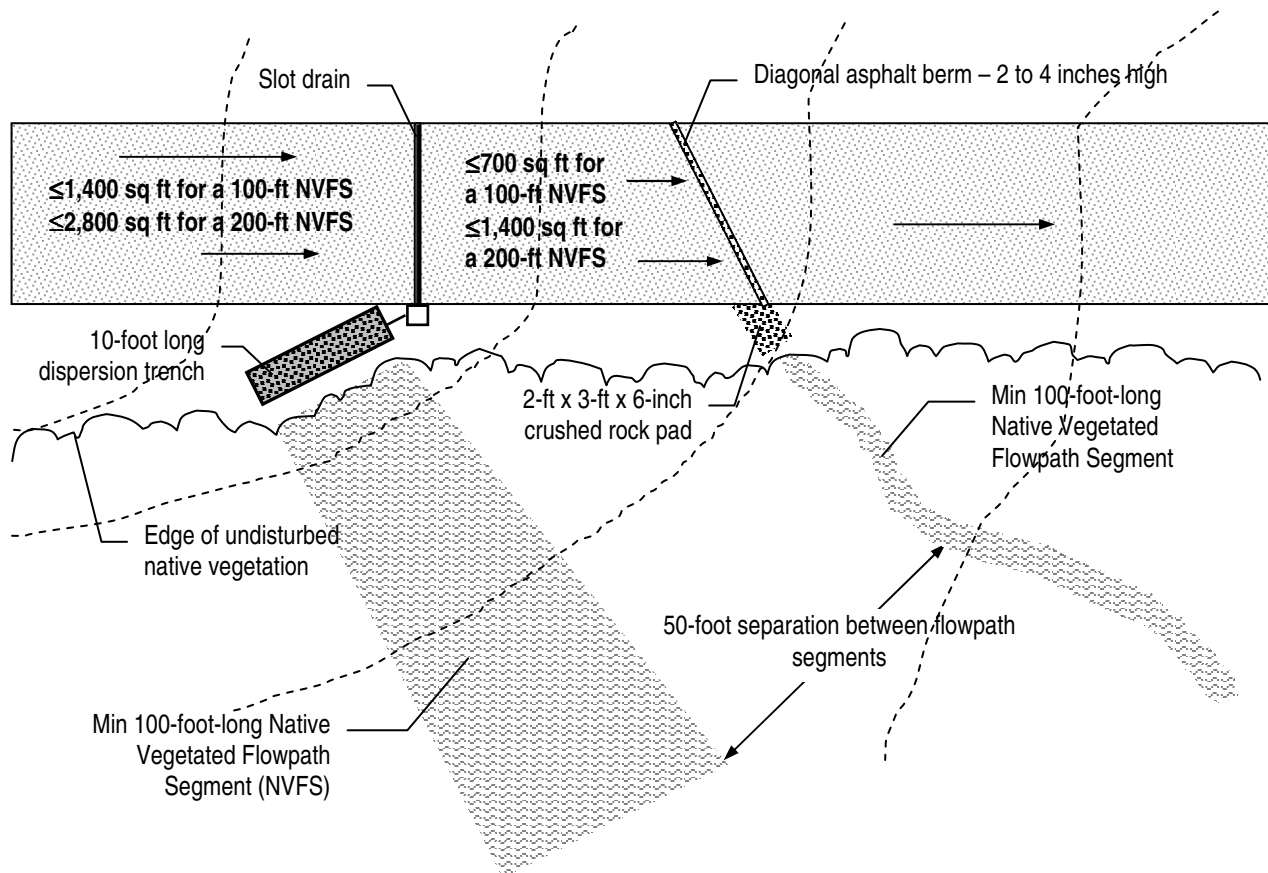 Slot drain
Diagonal asphalt berm – 2 to 4 inches high
≤1,400 sq ft for a 100-ft NVFS
≤2,800 sq ft for a 200-ft NVFS
≤700 sq ft for
a 100-ft NVFS
≤1,400 sq ft for
a 200-ft NVFS
10-foot long
dispersion trench
2-ft x 3-ft x 6-inch
crushed rock pad
Min 100-foot-long
Native Vegetated
Flowpath Segment
Edge of undisturbed
native vegetation
50-foot separation between flowpath
segments
Min 100-foot-long Native
Vegetated Flowpath
Segment (NVFS)